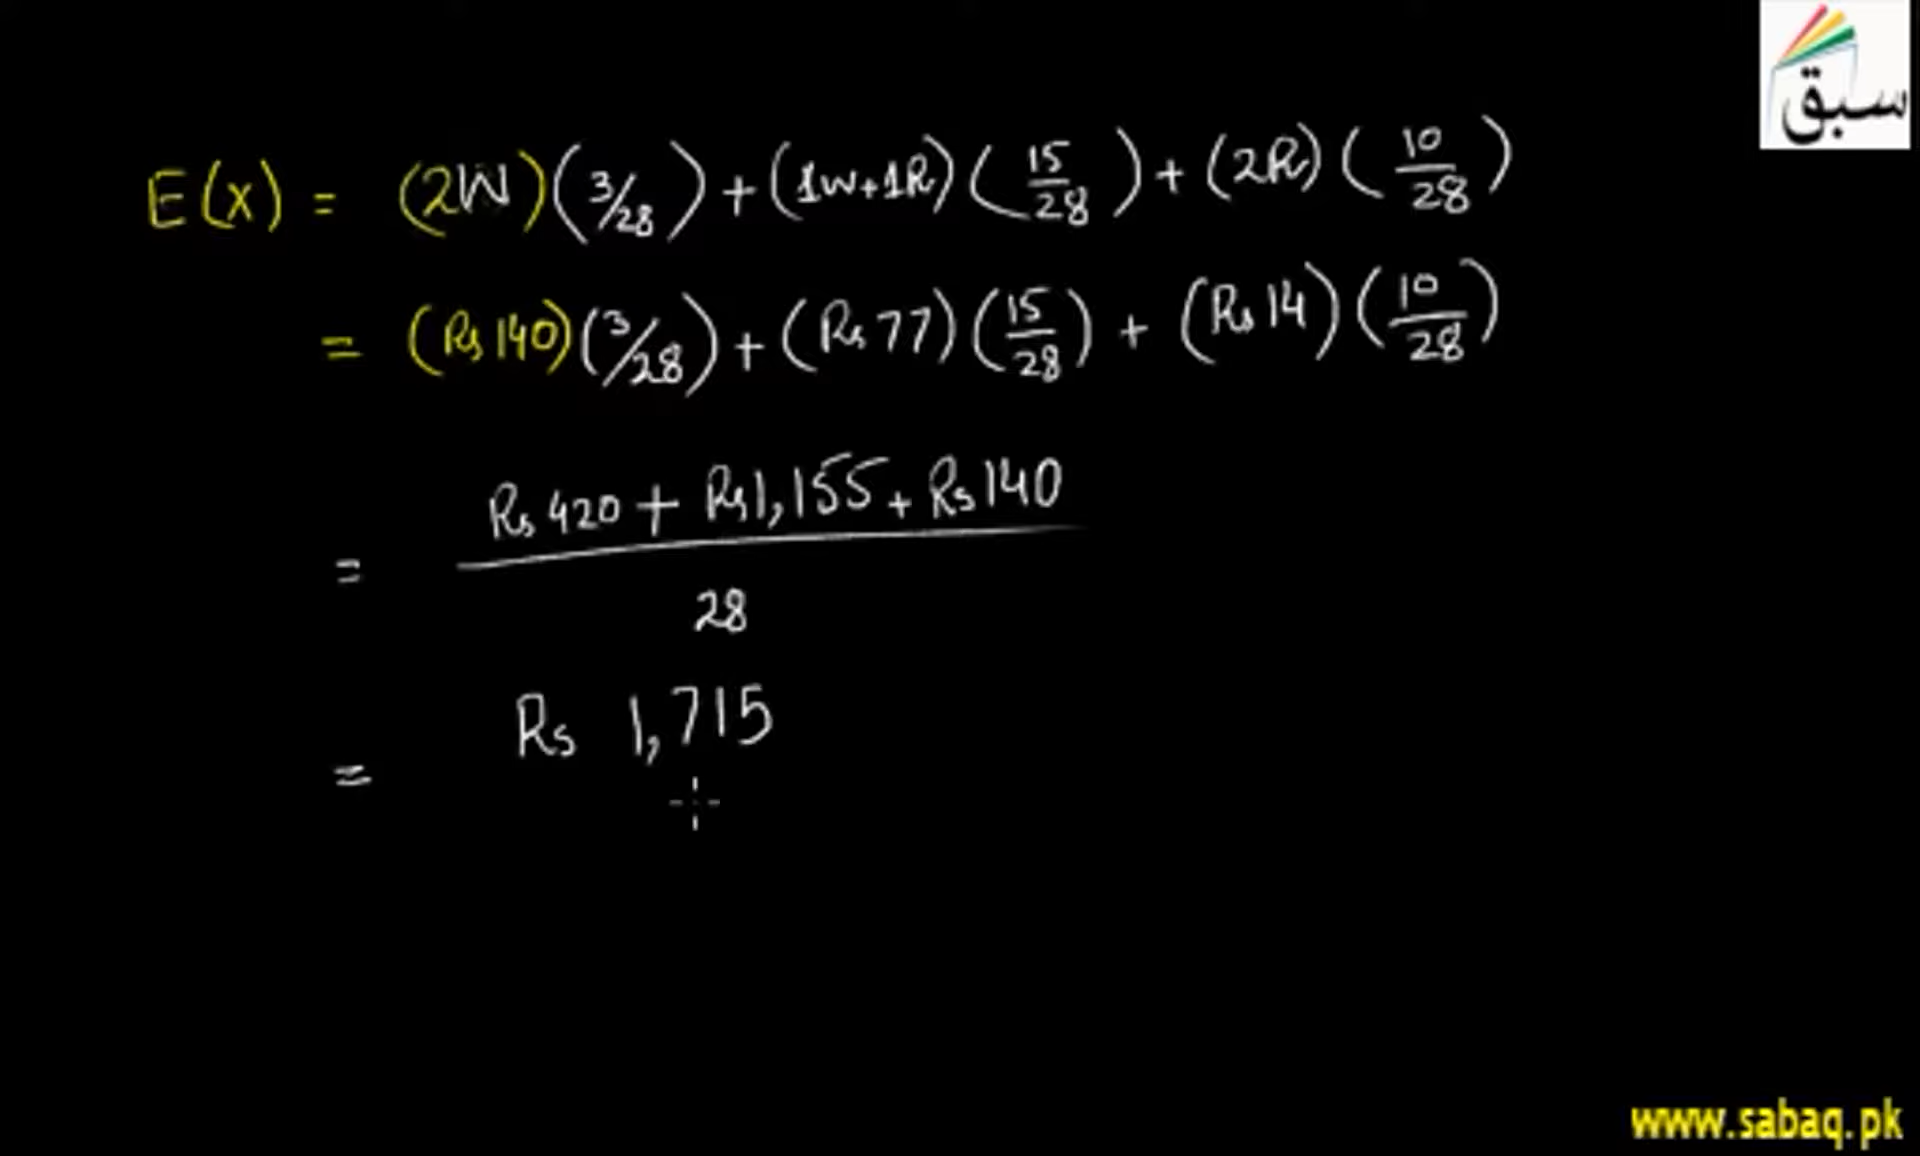 سبق
E(x) = (2W)(3/28) + (1W+1R)(15/28) + (2R)(10/28)
= (Rs 140)(3/28) + (Rs 77)(15/28) + (Rs 14)(10/28)
= Rs 420 + Rs 1,155 + Rs 140
28
= Rs 1,715
www.sabaq.pk